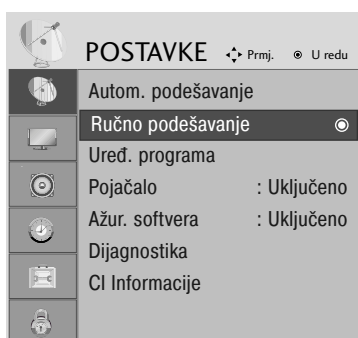 POSTAVKE Prmj. U redu
Autom. podešavanje
Ručno podešavanje
Uređ. programa
Pojačalo : Uključeno
Ažur. softvera : Uključeno
Dijagnostika
CI Informacije